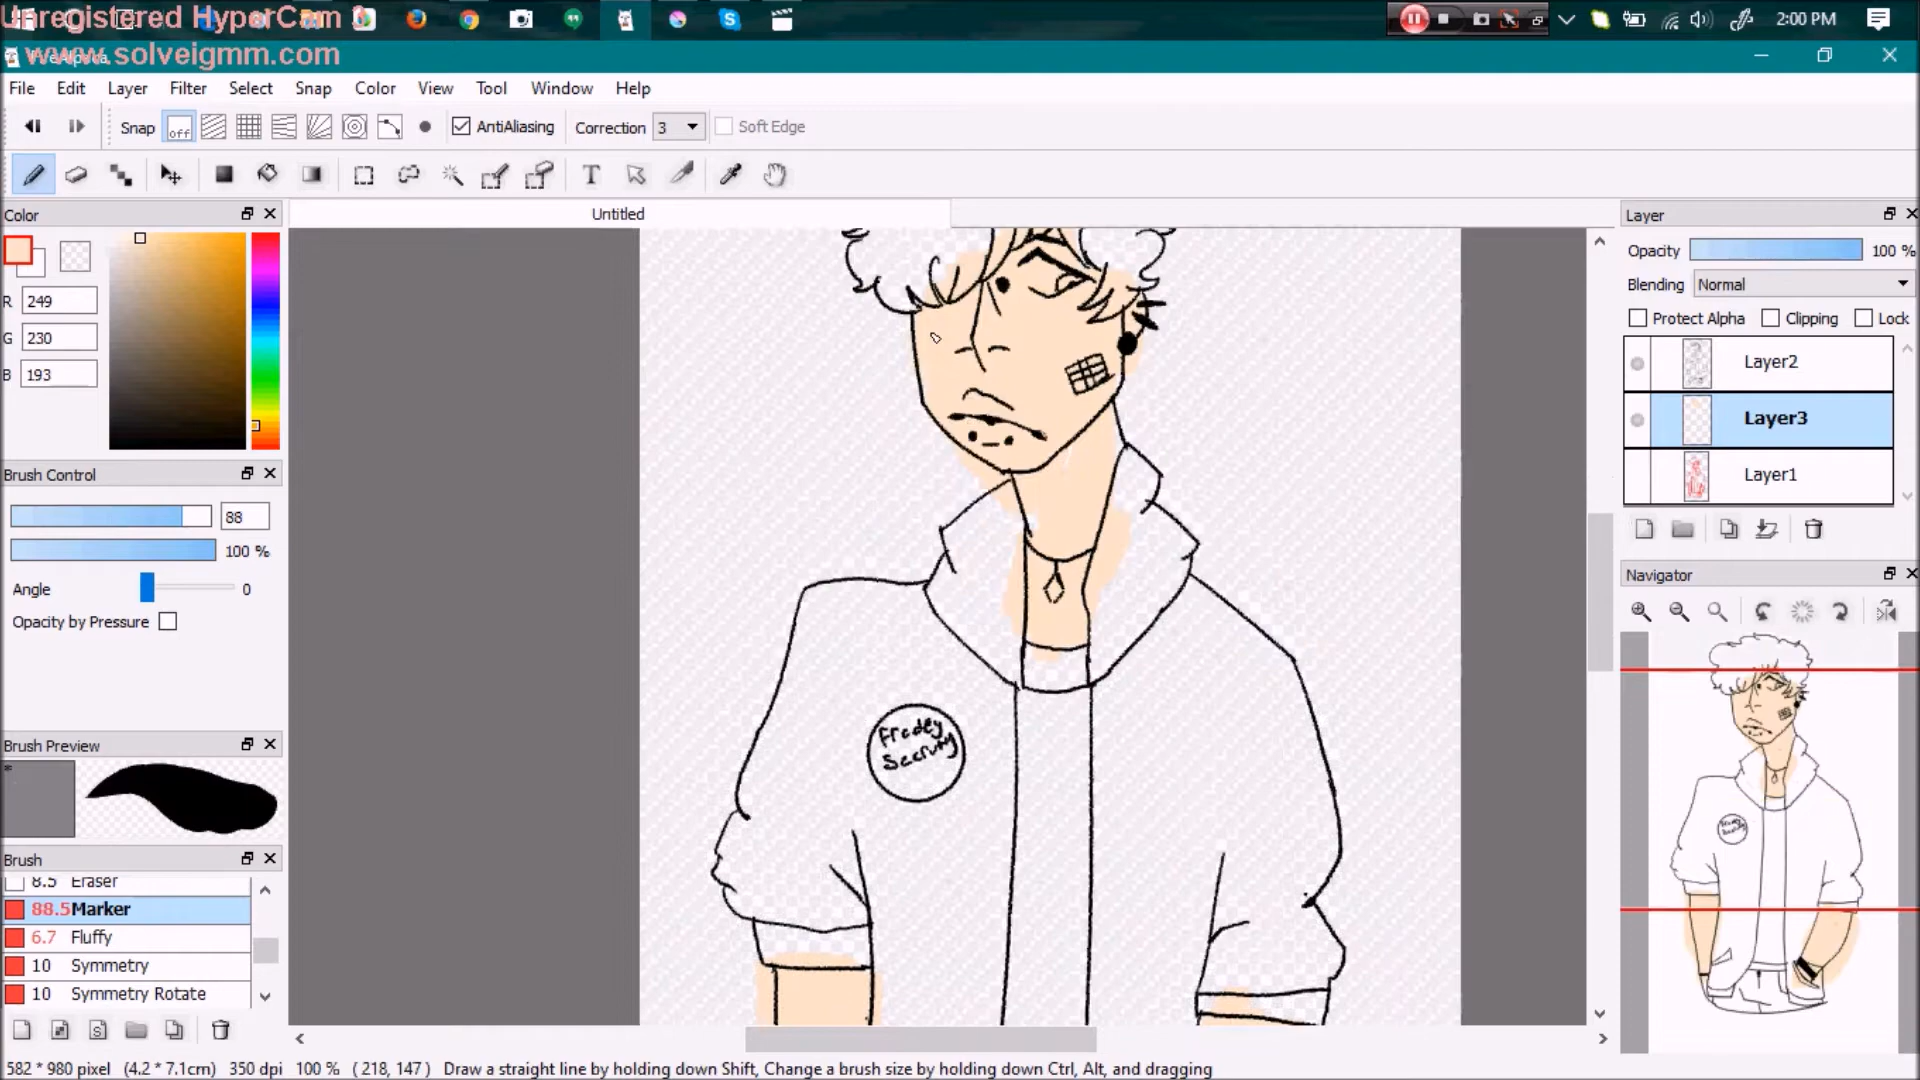 Unregistered HyperCam
www.solveigmm.com
2:00 PM
File Edit Layer Filter Select Snap Color View Tool Window Help
Snap off AntiAliasing Correction 3 Soft Edge
T
Color
Untitled
Layer
R 249
G 230
B 193
Opacity 100 %
Blending Normal
Protect Alpha Clipping Lock
Layer2
Layer3
Layer1
Brush Control
88
100 %
Angle 0
Opacity by Pressure
Navigator
Brush Preview
Brush
8.5 Eraser
88.5 Marker
6.7 Fluffy
10 Symmetry
10 Symmetry Rotate
582 * 980 pixel (4.2 * 7.1cm) 350 dpi 100 % ( 218, 147 ) Draw a straight line by holding down Shift, Change a brush size by holding down Ctrl, Alt, and dragging